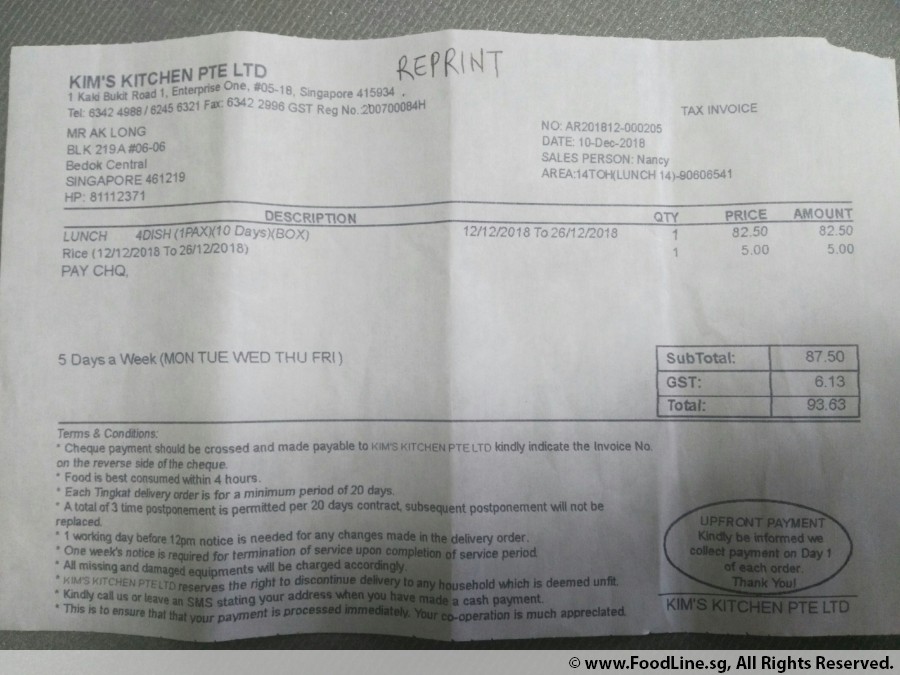 REPRINT
KIM'S KITCHEN PTE LTD
1 Kaki Bukit Road 1, Enterprise One, #05-18, Singapore 415934 .
Tel: 6342 4988 / 6245 6321 Fax: 6342 2996 GST Reg No.:200700084H
TAX INVOICE
MR AK LONG
BLK 219A #06-06
Bedok Central
SINGAPORE 461219
HP: 81112371
NO: AR201812-000205
DATE: 10-Dec-2018
SALES PERSON: Nancy
AREA:14TOH(LUNCH 14)-90606541
DESCRIPTION QTY PRICE AMOUNT
LUNCH 4DISH (1PAX)(10 Days)(BOX) 12/12/2018 To 26/12/2018 1 82.50 82.50
Rice (12/12/2018 To 26/12/2018) 1 5.00 5.00
PAY CHQ,
5 Days a Week (MON TUE WED THU FRI )
SubTotal: 87.50
GST: 6.13
Total: 93.63
Terms & Conditions:
* Cheque payment should be crossed and made payable to KIM'S KITCHEN PTE LTD kindly indicate the Invoice No.
on the reverse side of the cheque.
* Food is best consumed within 4 hours.
* Each Tingkat delivery order is for a minimum period of 20 days.
* A total of 3 time postponement is permitted per 20 days contract, subsequent postponement will not be
replaced.
* 1 working day before 12pm notice is needed for any changes made in the delivery order.
* One week's notice is required for termination of service upon completion of service period.
* All missing and damaged equipments will be charged accordingly.
* KIM'S KITCHEN PTE LTD reserves the right to discontinue delivery to any household which is deemed unfit.
* Kindly call us or leave an SMS stating your address when you have made a cash payment.
* This is to ensure that that your payment is processed immediately. Your co-operation is much appreciated.
UPFRONT PAYMENT
Kindly be informed we
collect payment on Day 1
of each order.
Thank You!
KIM'S KITCHEN PTE LTD
© www.FoodLine.sg, All Rights Reserved.